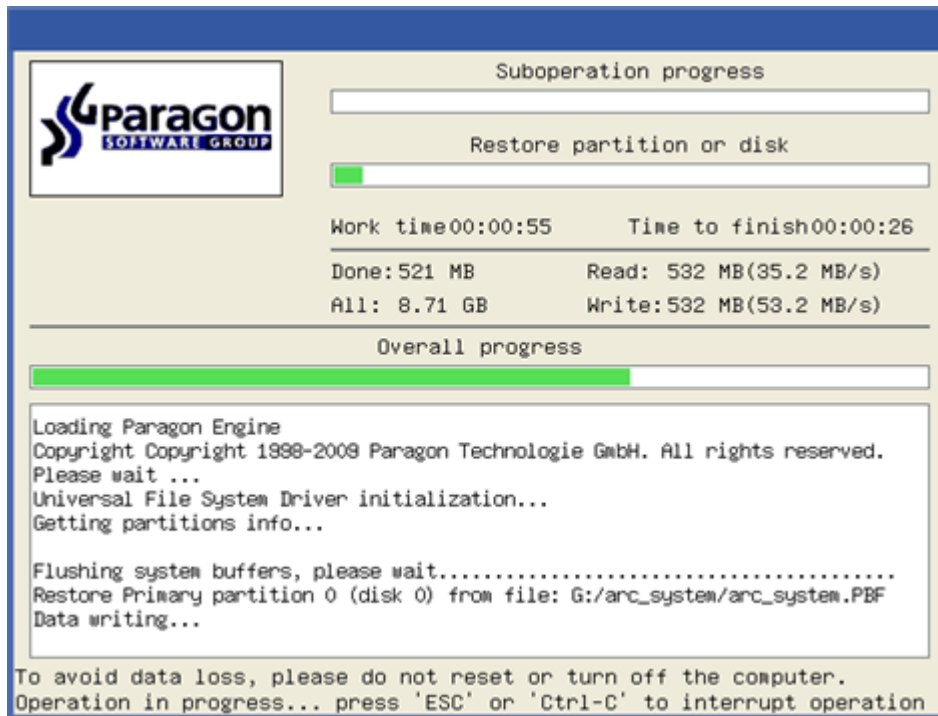 Suboperation progress
Paragon
SOFTWARE GROUP
Restore partition or disk
Work time00:00:55 Time to finish00:00:26
Done:521 MB Read: 532 MB(35.2 MB/s)
All: 8.71 GB Write:532 MB(53.2 MB/s)
Overall progress
Loading Paragon Engine
Copyright Copyright 1998-2009 Paragon Technologie GmbH. All rights reserved.
Please wait ...
Universal File System Driver initialization...
Getting partitions info...
Flushing system buffers, please wait.........................................
Restore Primary partition 0 (disk 0) from file: G:/arc_system/arc_system.PBF
Data writing...
To avoid data loss, please do not reset or turn off the computer.
Operation in progress... press 'ESC' or 'Ctrl-C' to interrupt operation